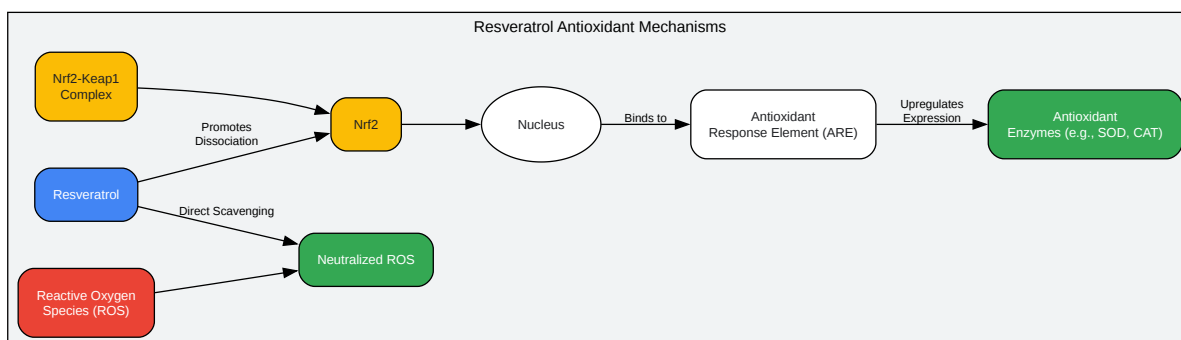 Resveratrol Antioxidant Mechanisms
Nrf2-Keap1
Complex
Promotes
Dissociation
Nrf2
Nucleus
Binds to
Antioxidant
Response Element (ARE)
Upregulates
Expression
Antioxidant
Enzymes (e.g., SOD, CAT)
Resveratrol
Direct Scavenging
Neutralized ROS
Reactive Oxygen
Species (ROS)